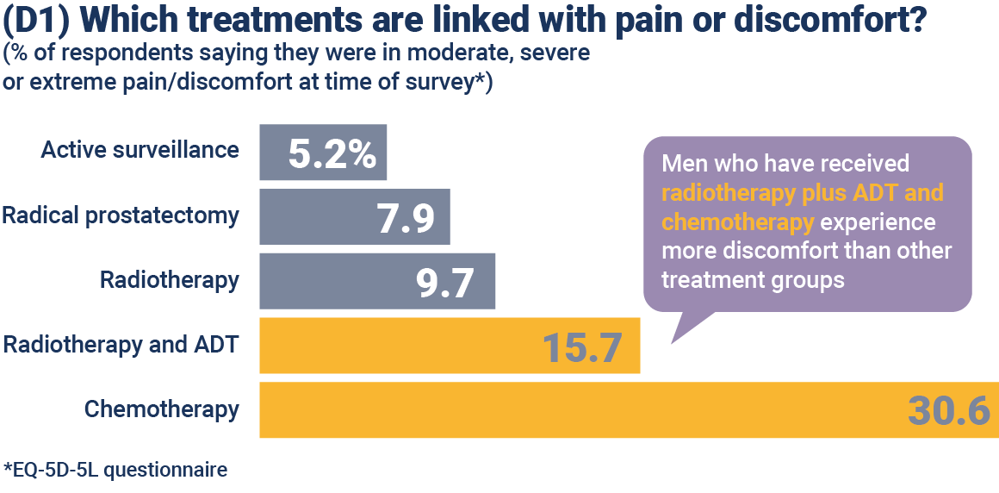 (D1) Which treatments are linked with pain or discomfort?
(% of respondents saying they were in moderate, severe
or extreme pain/discomfort at time of survey*)
Active surveillance 5.2%
Radical prostatectomy 7.9
Radiotherapy 9.7
Radiotherapy and ADT 15.7
Chemotherapy 30.6
Men who have received
radiotherapy plus ADT and
chemotherapy experience
more discomfort than other
treatment groups
*EQ-5D-5L questionnaire